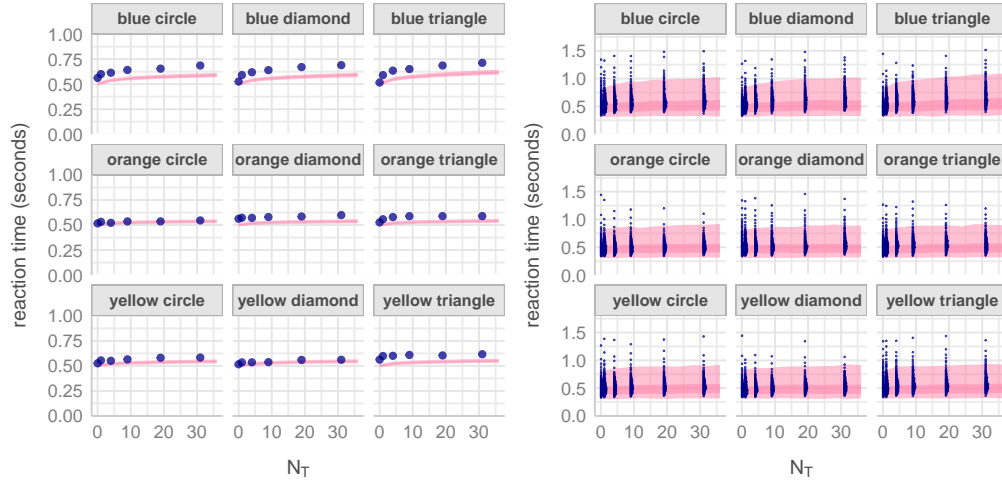 blue circle blue diamond blue triangle
1.00
0.75
0.50
0.25
0.00
orange circle orange diamond orange triangle
1.00
0.75
0.50
0.25
0.00
yellow circle yellow diamond yellow triangle
1.00
0.75
0.50
0.25
0.00
0 10 20 30 0 10 20 30 0 10 20 30
N_T
reaction time (seconds)
blue circle blue diamond blue triangle
1.5
1.0
0.5
0.0
orange circle orange diamond orange triangle
1.5
1.0
0.5
0.0
yellow circle yellow diamond yellow triangle
1.5
1.0
0.5
0.0
0 10 20 30 0 10 20 30 0 10 20 30
N_T
reaction time (seconds)